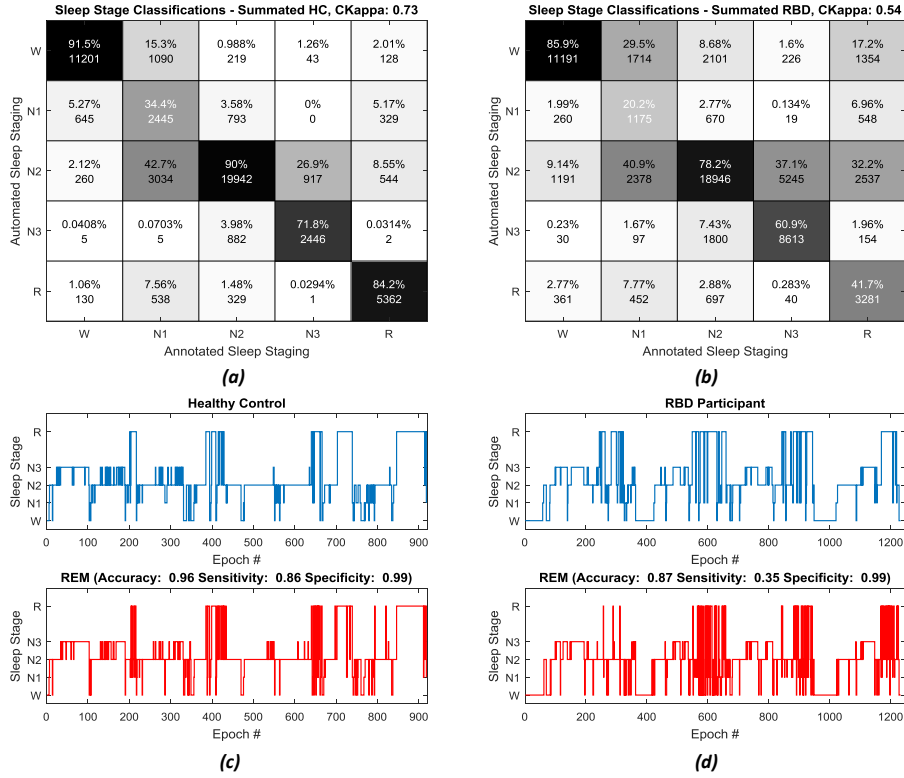 Sleep Stage Classifications - Summated HC, CKappa: 0.73
Automated Sleep Staging
W
91.5% 15.3% 0.988% 1.26% 2.01%
11201 1090 219 43 128
N1
5.27% 34.4% 3.58% 0% 5.17%
645 2445 793 0 329
N2
2.12% 42.7% 90% 26.9% 8.55%
260 3034 19942 917 544
N3
0.0408% 0.0703% 3.98% 71.8% 0.0314%
5 5 882 2446 2
R
1.06% 7.56% 1.48% 0.0294% 84.2%
130 538 329 1 5362
W N1 N2 N3 R
Annotated Sleep Staging
(a)
Sleep Stage Classifications - Summated RBD, CKappa: 0.54
Automated Sleep Staging
W
85.9% 29.5% 8.68% 1.6% 17.2%
11191 1714 2101 226 1354
N1
1.99% 20.2% 2.77% 0.134% 6.96%
260 1175 670 19 548
N2
9.14% 40.9% 78.2% 37.1% 32.2%
1191 2378 18946 5245 2537
N3
0.23% 1.67% 7.43% 60.9% 1.96%
30 97 1800 8613 154
R
2.77% 7.77% 2.88% 0.283% 41.7%
361 452 697 40 3281
W N1 N2 N3 R
Annotated Sleep Staging
(b)
Healthy Control
Sleep Stage
R
N3
N2
N1
W
0 100 200 300 400 500 600 700 800 900
Epoch #
REM (Accuracy: 0.96 Sensitivity: 0.86 Specificity: 0.99)
Sleep Stage
R
N3
N2
N1
W
0 100 200 300 400 500 600 700 800 900
Epoch #
(c)
RBD Participant
Sleep Stage
R
N3
N2
N1
W
0 200 400 600 800 1000 1200
Epoch #
REM (Accuracy: 0.87 Sensitivity: 0.35 Specificity: 0.99)
Sleep Stage
R
N3
N2
N1
W
0 200 400 600 800 1000 1200
Epoch #
(d)